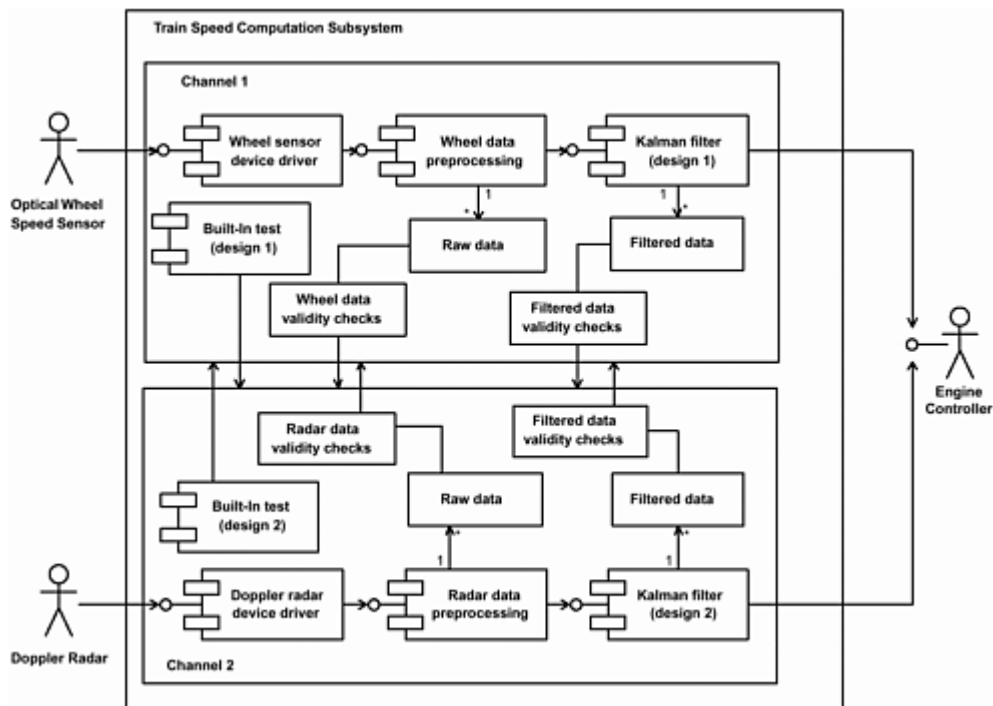 Train Speed Computation Subsystem
Channel 1
Wheel sensor
device driver
Wheel data
preprocessing
Kalman filter
(design 1)
Optical Wheel
Speed Sensor
1
*
1
*
Built-In test
(design 1)
Raw data
Filtered data
Wheel data
validity checks
Filtered data
validity checks
Engine
Controller
Radar data
validity checks
Filtered data
validity checks
Built-In test
(design 2)
Raw data
Filtered data
*
1
*
1
Doppler radar
device driver
Radar data
preprocessing
Kalman filter
(design 2)
Doppler Radar
Channel 2